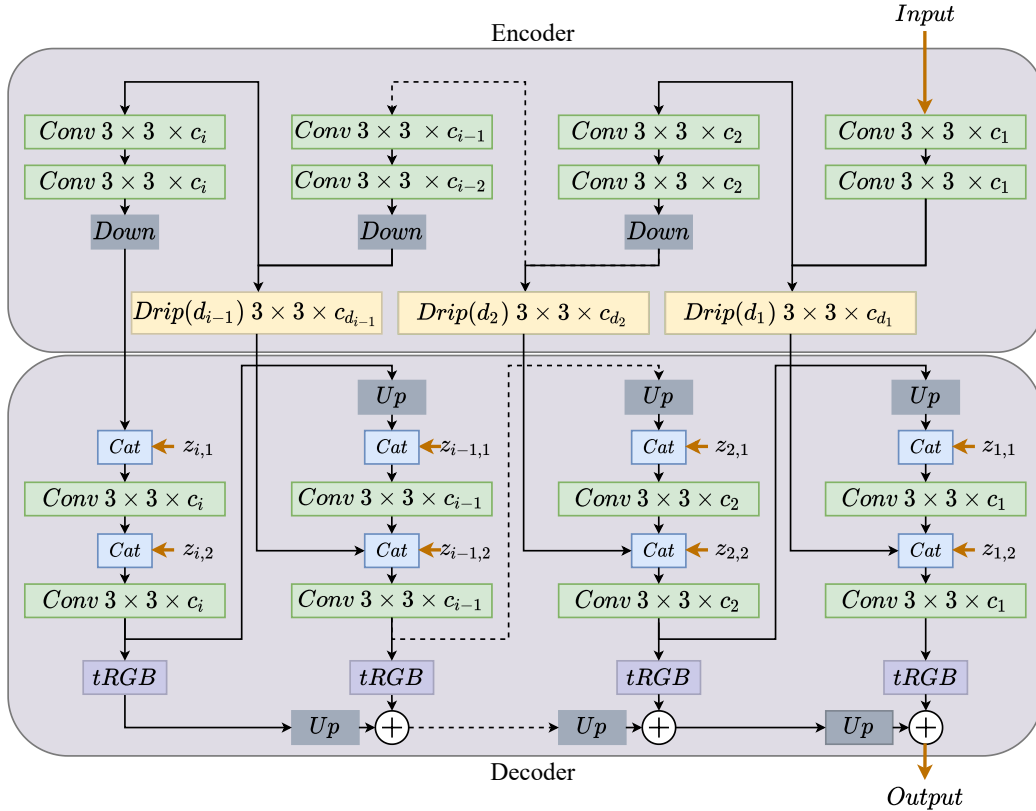 Input
Encoder
Conv 3 × 3 × c_i
Conv 3 × 3 × c_{i−1}
Conv 3 × 3 × c_2
Conv 3 × 3 × c_1
Conv 3 × 3 × c_i
Conv 3 × 3 × c_{i−2}
Conv 3 × 3 × c_2
Conv 3 × 3 × c_1
Down
Down
Down
Drip(d_{i−1}) 3 × 3 × c_{d_{i−1}}
Drip(d_2) 3 × 3 × c_{d_2}
Drip(d_1) 3 × 3 × c_{d_1}
Up
Up
Up
Cat z_{i,1}
Cat z_{i−1,1}
Cat z_{2,1}
Cat z_{1,1}
Conv 3 × 3 × c_i
Conv 3 × 3 × c_{i−1}
Conv 3 × 3 × c_2
Conv 3 × 3 × c_1
Cat z_{i,2}
Cat z_{i−1,2}
Cat z_{2,2}
Cat z_{1,2}
Conv 3 × 3 × c_i
Conv 3 × 3 × c_{i−1}
Conv 3 × 3 × c_2
Conv 3 × 3 × c_1
tRGB
tRGB
tRGB
tRGB
Up
+
Up
+
Up
+
Decoder
Output